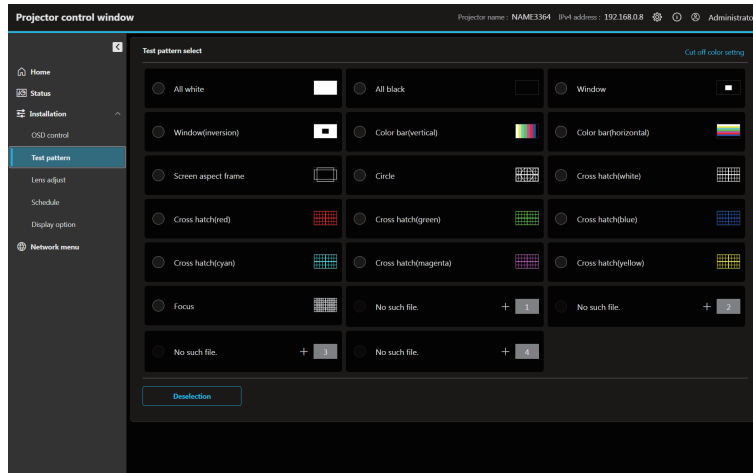 Projector control window
Projector name : NAME3364 IPv4 address : 192.168.0.8 Administrato
Home
Status
Installation
OSD control
Test pattern
Lens adjust
Schedule
Display option
Network menu
Test pattern select
Cut off color settng
All white
All black
Window
Window(inversion)
Color bar(vertical)
Color bar(horizontal)
Screen aspect frame
Circle
Cross hatch(white)
Cross hatch(red)
Cross hatch(green)
Cross hatch(blue)
Cross hatch(cyan)
Cross hatch(magenta)
Cross hatch(yellow)
Focus
No such file. + 1
No such file. + 2
No such file. + 3
No such file. + 4
Deselection